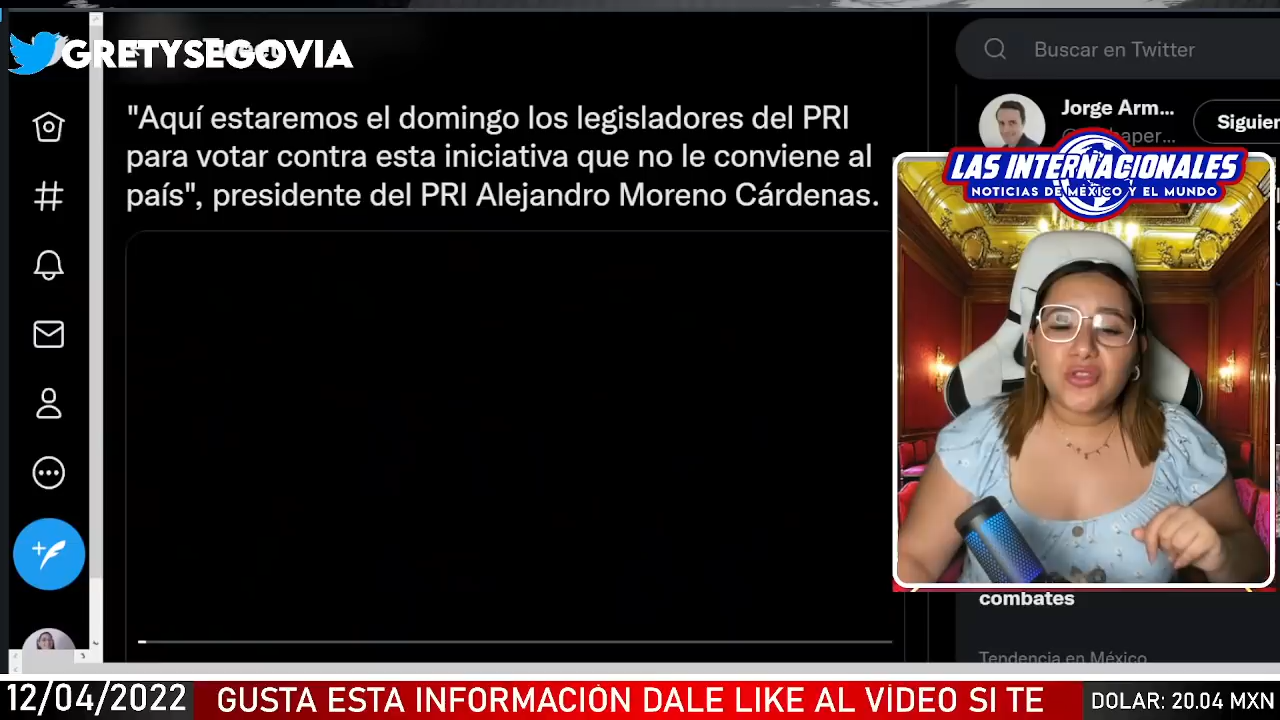 GRETYSEGOVIA
Buscar en Twitter
"Aquí estaremos el domingo los legisladores del PRI
para votar contra esta iniciativa que no le conviene al
país", presidente del PRI Alejandro Moreno Cárdenas.
Jorge Arm...
Siguier
LAS INTERNACIONALES
NOTICIAS DE MÉXICO Y EL MUNDO
combates
Tendencia en México
12/04/2022
GUSTA ESTA INFORMACIÓN DALE LIKE AL VÍDEO SI TE
DOLAR: 20.04 MXN